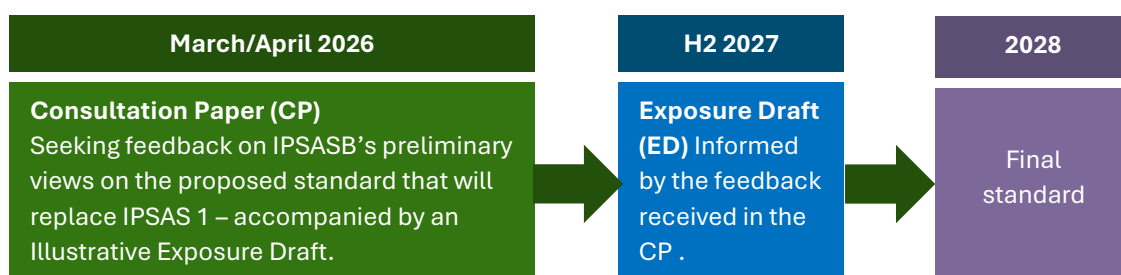 March/April 2026
Consultation Paper (CP)
Seeking feedback on IPSASB's preliminary
views on the proposed standard that will
replace IPSAS 1 – accompanied by an
Illustrative Exposure Draft.
H2 2027
Exposure Draft
(ED) Informed
by the feedback
received in the
CP .
2028
Final
standard